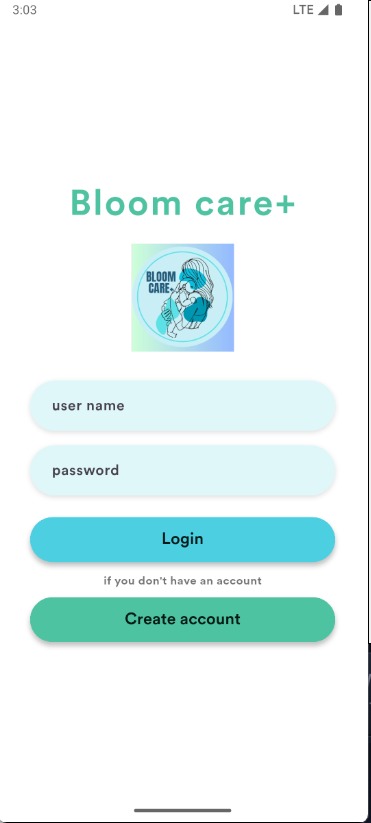 3:03 LTE
Bloom care+
BLOOM
CARE+
user name
password
Login
if you don't have an account
Create account